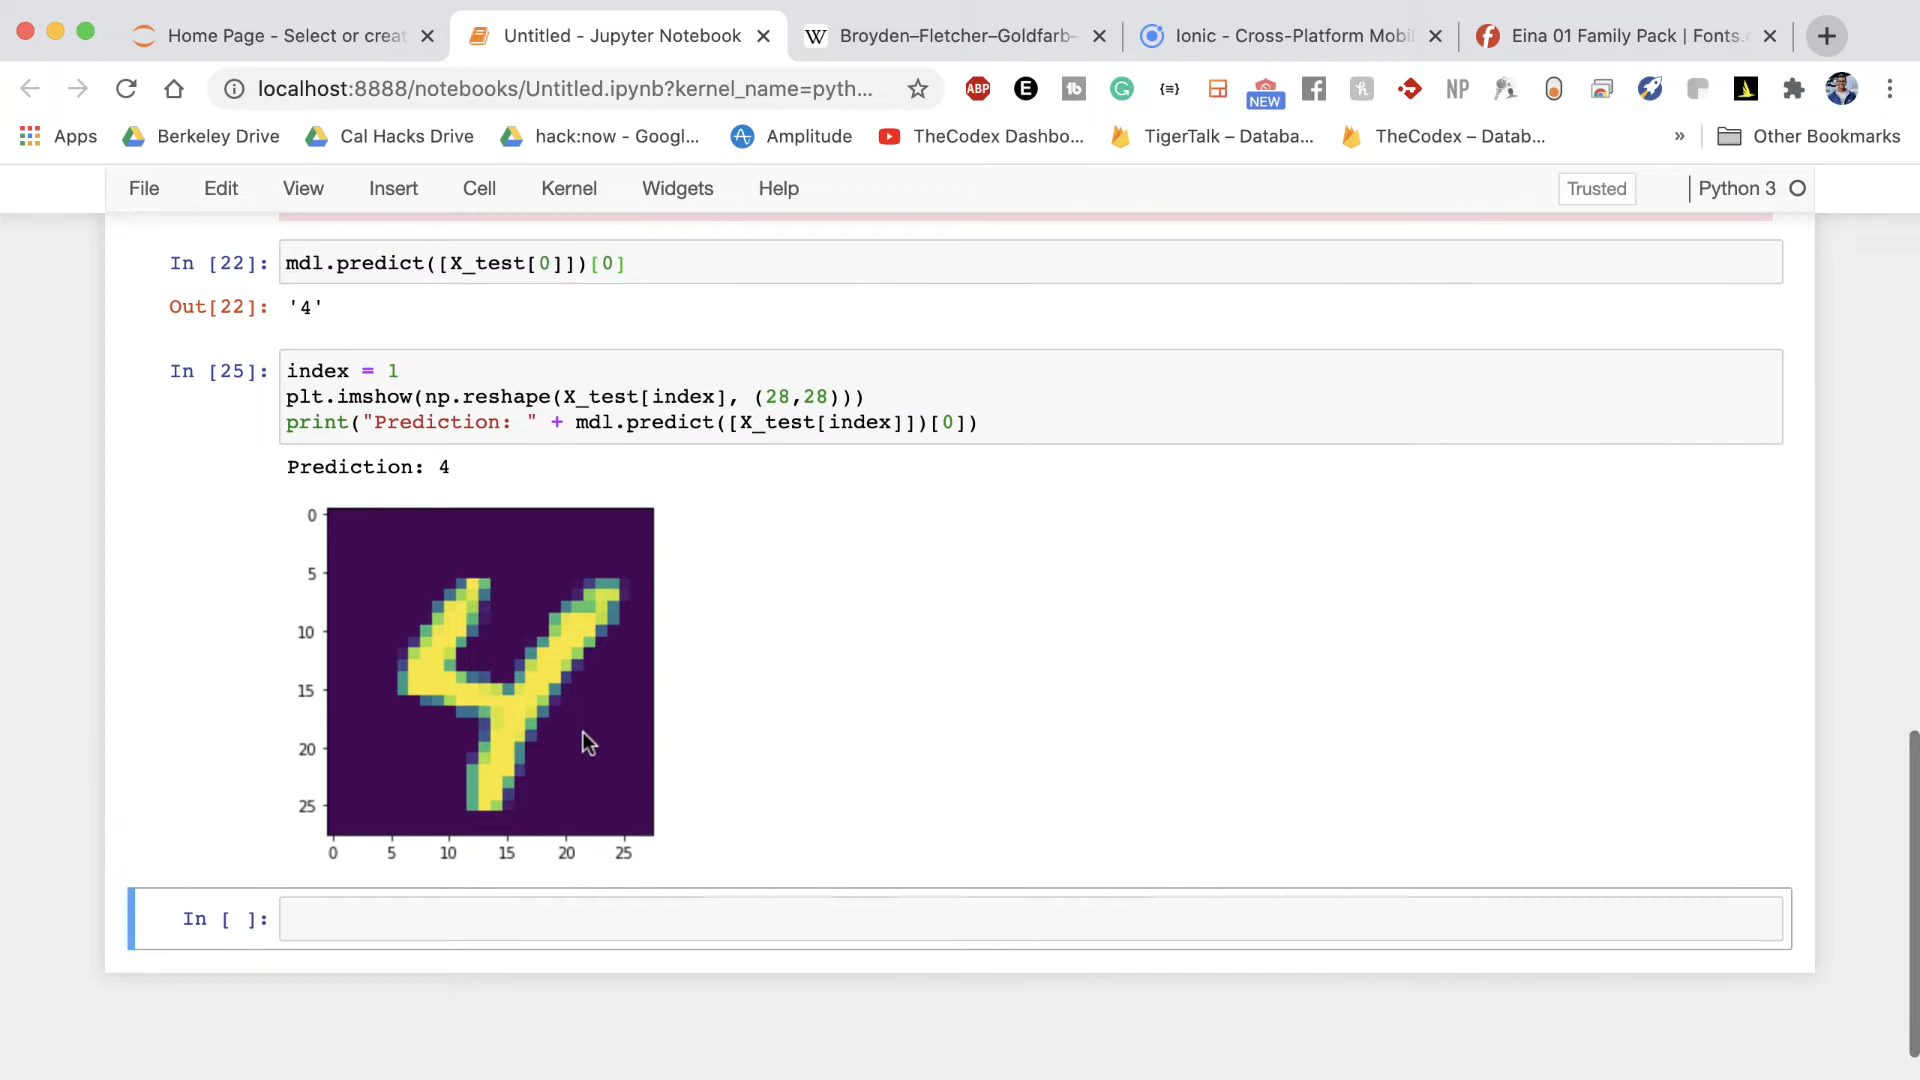 Home Page - Select or creat
Untitled - Jupyter Notebook
W Broyden–Fletcher–Goldfarb–
Ionic - Cross-Platform Mobil
Eina 01 Family Pack | Fonts.c
localhost:8888/notebooks/Untitled.ipynb?kernel_name=pyth...
ABP E tb G {≡} NEW NP
Apps Berkeley Drive Cal Hacks Drive hack:now - Googl... Amplitude TheCodex Dashbo... TigerTalk – Databa... TheCodex – Datab... » Other Bookmarks
File Edit View Insert Cell Kernel Widgets Help Trusted Python 3
In [22]: mdl.predict([X_test[0]])[0]
Out[22]: '4'
In [25]: index = 1
plt.imshow(np.reshape(X_test[index], (28,28)))
print("Prediction: " + mdl.predict([X_test[index]])[0])
Prediction: 4
0
5
10
15
20
25
0 5 10 15 20 25
4
In [ ]: